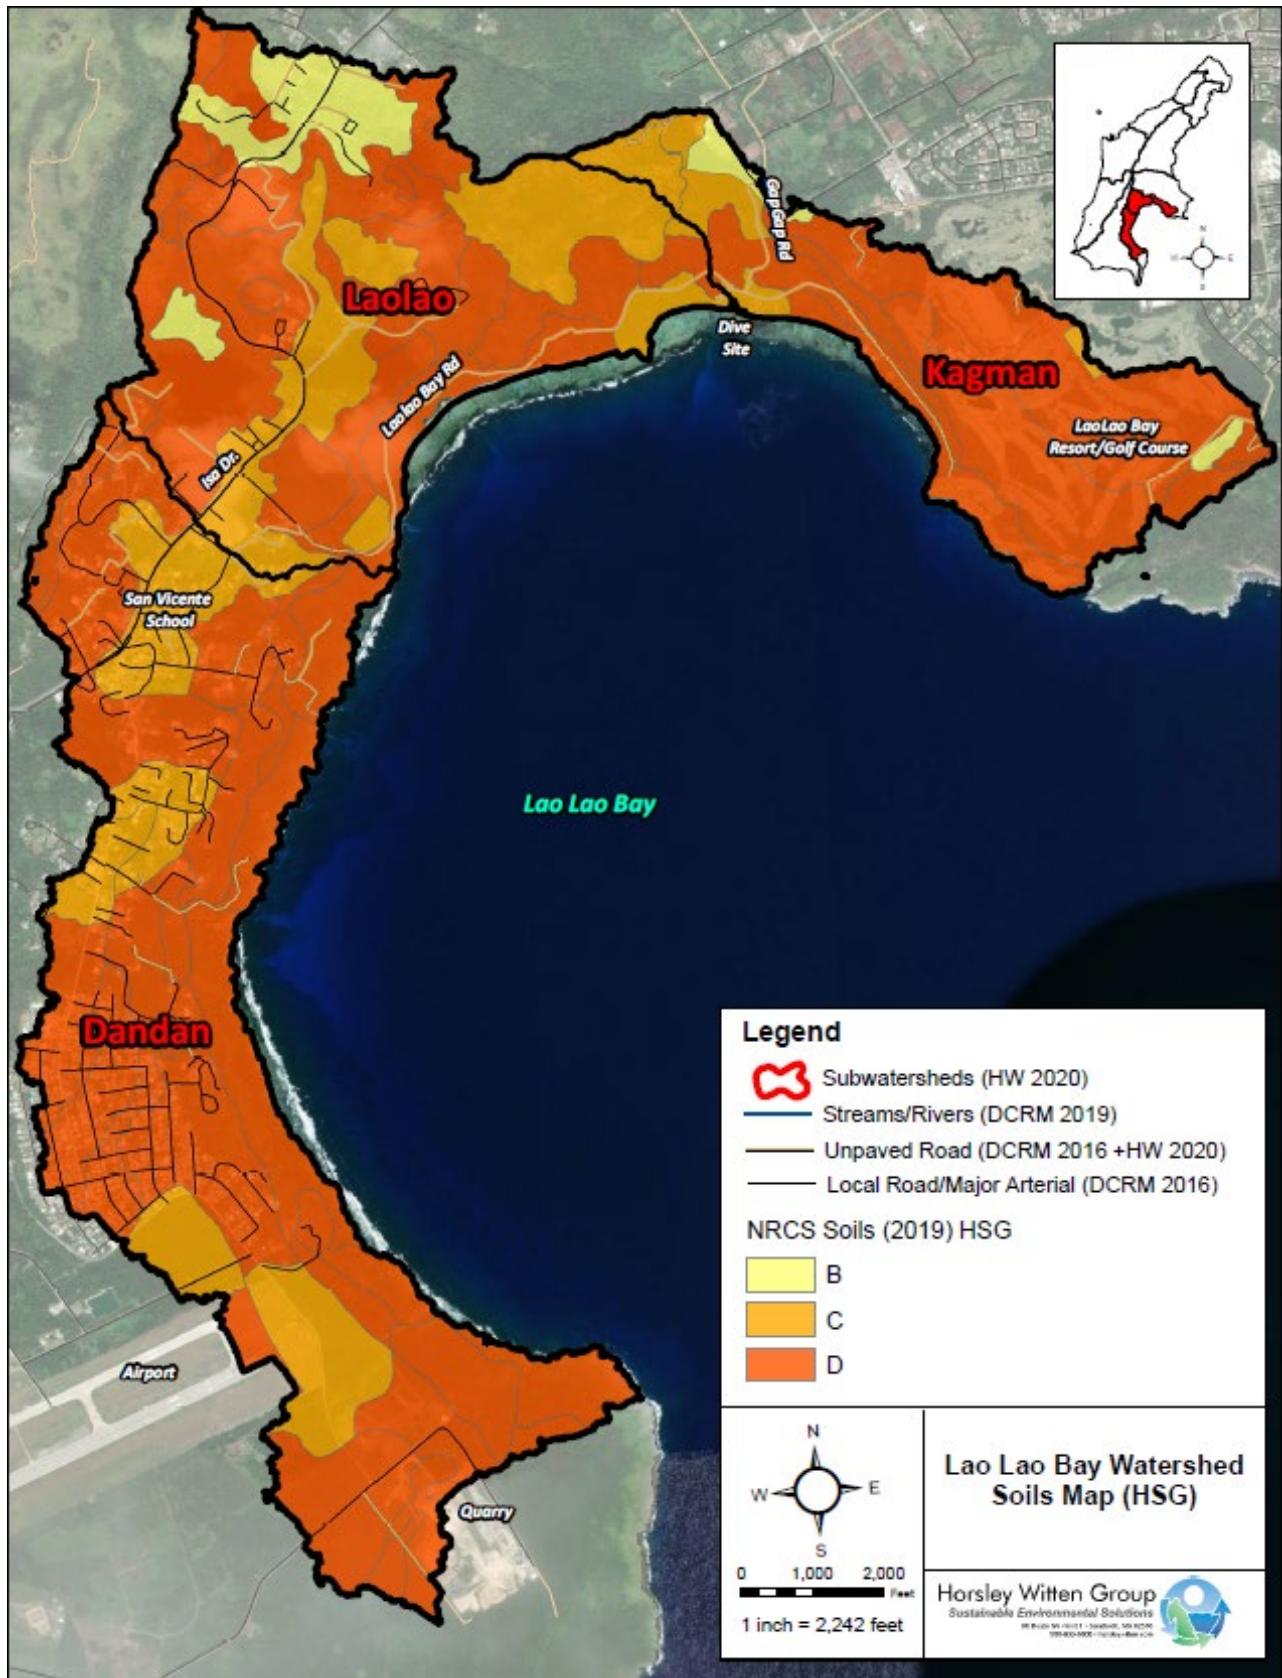 N
W
E
S
Gap Gap Rd
Laolao
Dive
Site
Laolao Bay Rd
Kagman
LaoLao Bay
Resort/Golf Course
Isa Dr.
San Vicente
School
Lao Lao Bay
Dandan
Airport
Quarry
Legend
Subwatersheds (HW 2020)
Streams/Rivers (DCRM 2019)
Unpaved Road (DCRM 2016 +HW 2020)
Local Road/Major Arterial (DCRM 2016)
NRCS Soils (2019) HSG
B
C
D
N
W
E
S
0 1,000 2,000
Feet
1 inch = 2,242 feet
Lao Lao Bay Watershed
Soils Map (HSG)
Horsley Witten Group
Sustainable Environmental Solutions